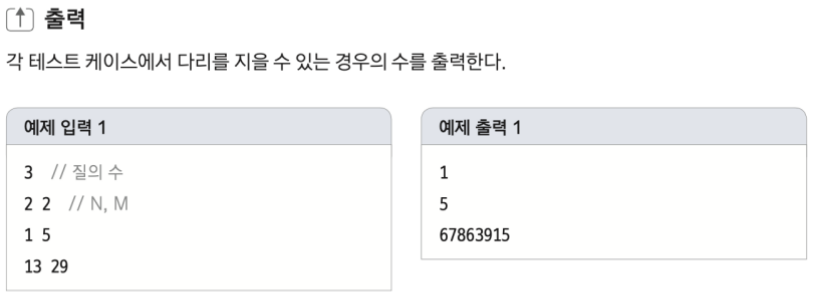 출력
각 테스트 케이스에서 다리를 지을 수 있는 경우의 수를 출력한다.
예제 입력 1
3 // 질의 수
2 2 // N, M
1 5
13 29
예제 출력 1
1
5
67863915